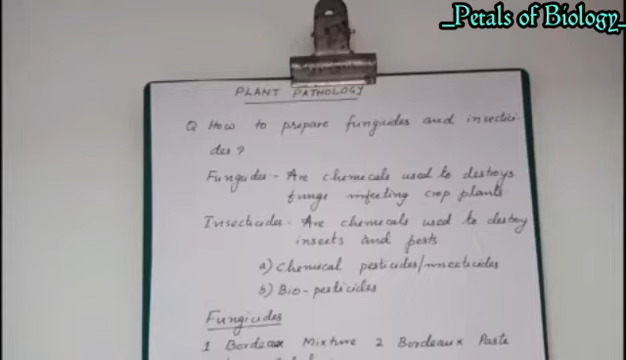 _Petals of Biology_
PLANT PATHOLOGY
Q How to prepare fungicides and insectici-
des?
Fungicides - Are chemicals used to destroys
fungi infecting crop plants
Insecticides - Are chemicals used to destroy
insects and pests
a) Chemical pesticides/insecticides
b) Bio-pesticides
Fungicides
1 Bordeaux Mixture 2 Bordeaux Paste